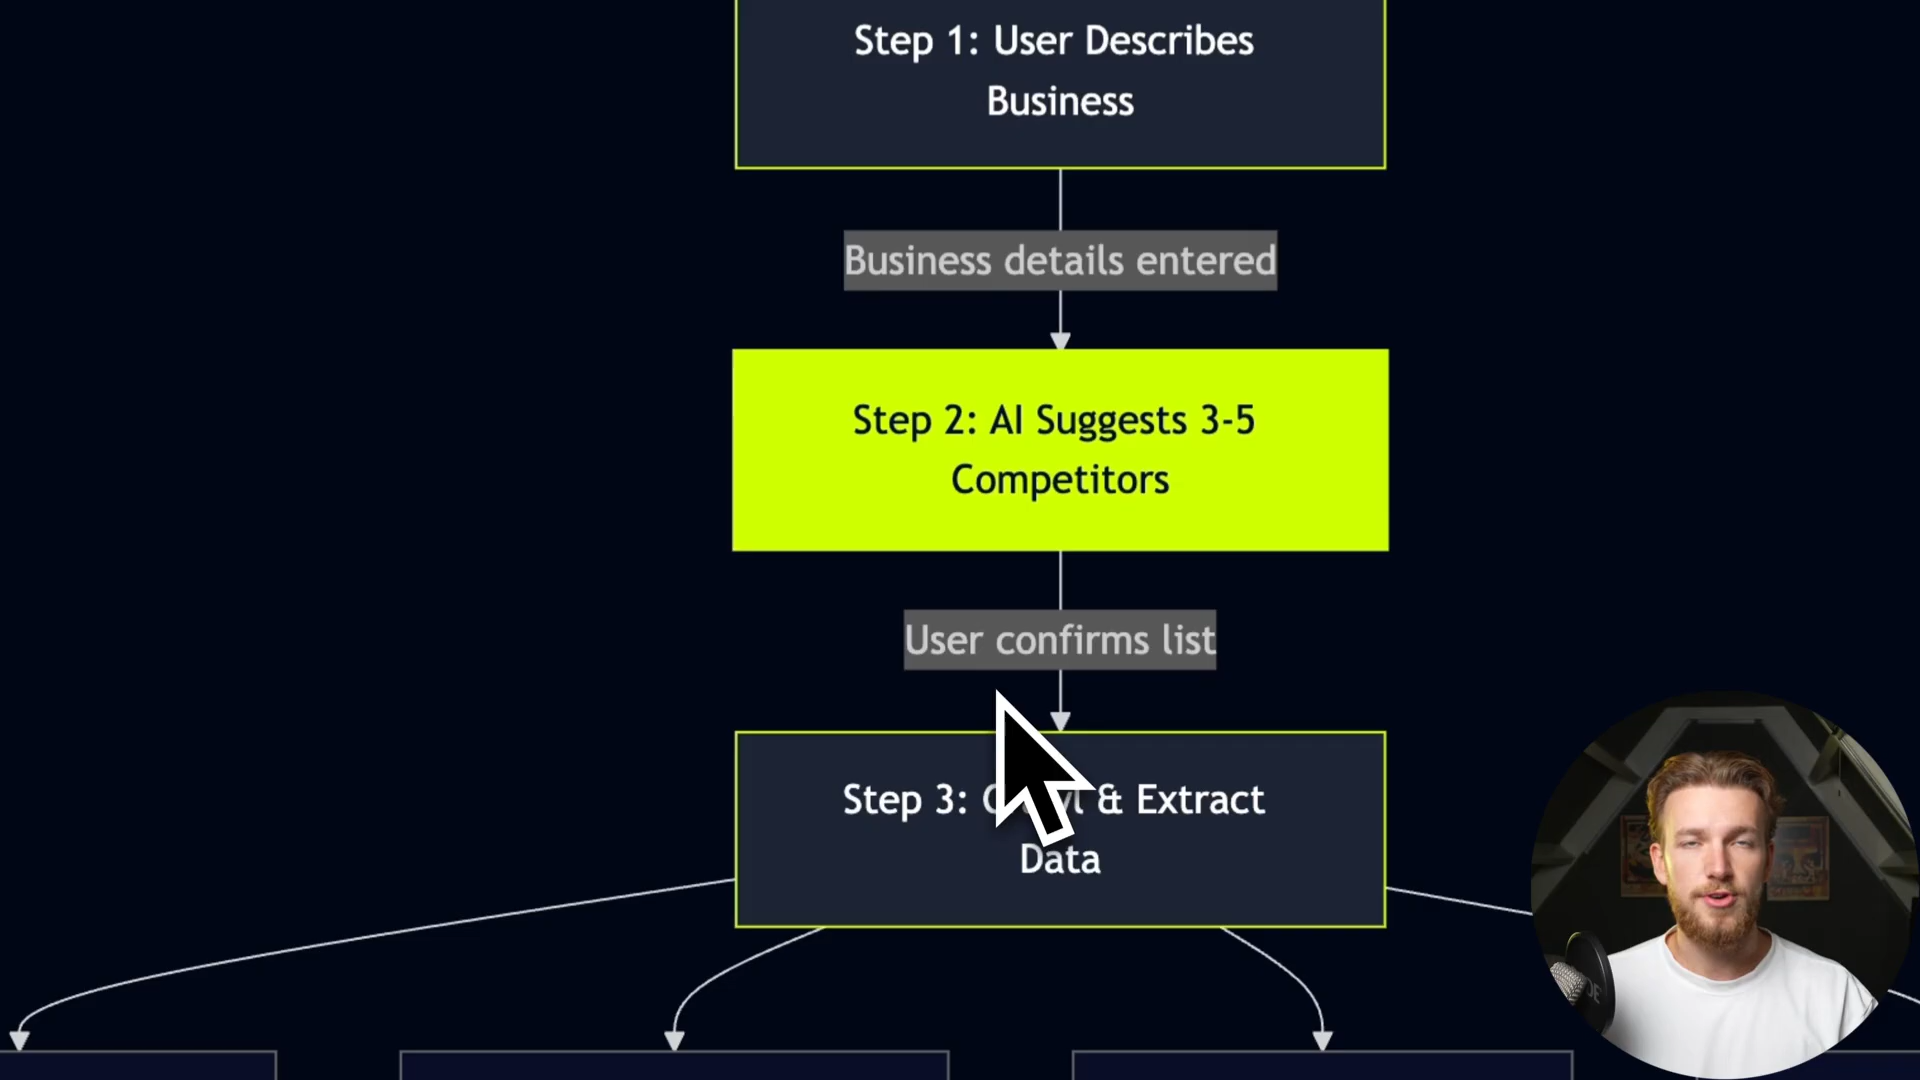 Step 1: User Describes
Business
Business details entered
Step 2: AI Suggests 3-5
Competitors
User confirms list
Step 3: & Extract
Data